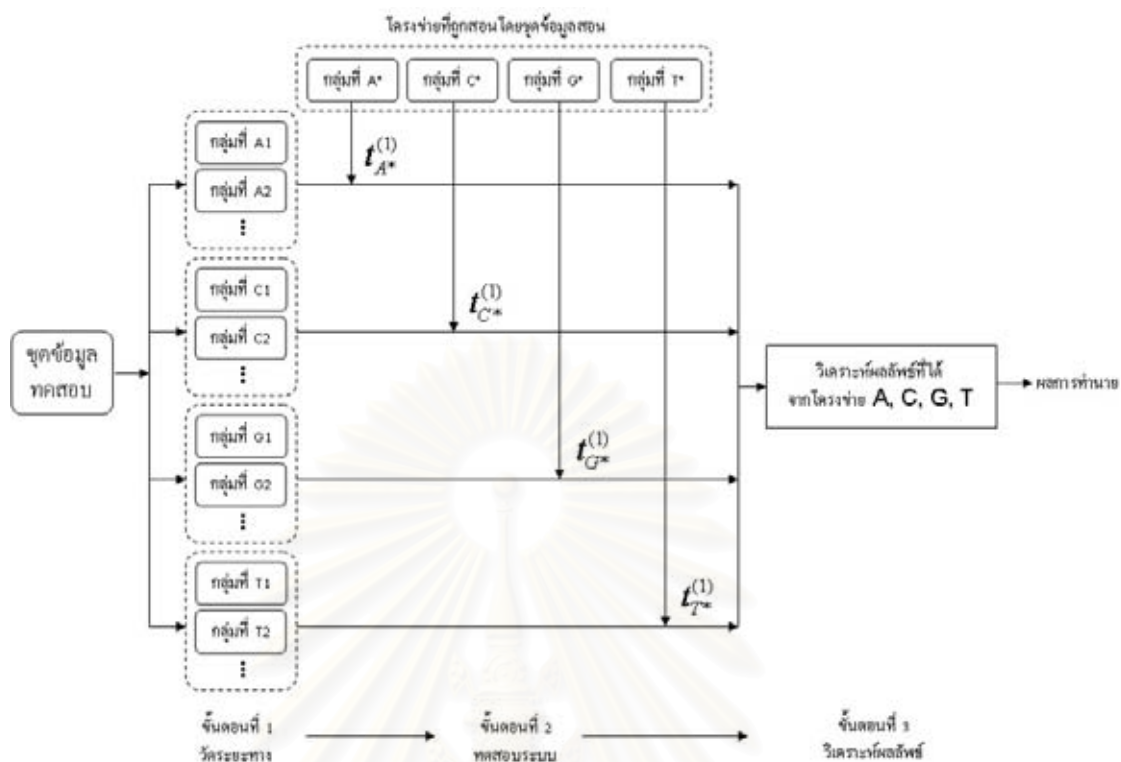 โครงข่ายที่ถูกสอนโดยชุดข้อมูลสอน
กลุ่มที่ A* กลุ่มที่ C* กลุ่มที่ G* กลุ่มที่ T*
กลุ่มที่ A1
t_{A*}^{(1)}
กลุ่มที่ A2
⋮
กลุ่มที่ C1
t_{C*}^{(1)}
กลุ่มที่ C2
⋮
ชุดข้อมูล
ทดสอบ
วิเคราะห์ผลลัพธ์ที่ได้
จากโครงข่าย A, C, G, T
ผลการทำนาย
กลุ่มที่ G1
t_{G*}^{(1)}
กลุ่มที่ G2
⋮
กลุ่มที่ T1
t_{T*}^{(1)}
กลุ่มที่ T2
⋮
ขั้นตอนที่ 1
วัดระยะทาง
ขั้นตอนที่ 2
ทดสอบระบบ
ขั้นตอนที่ 3
วิเคราะห์ผลลัพธ์